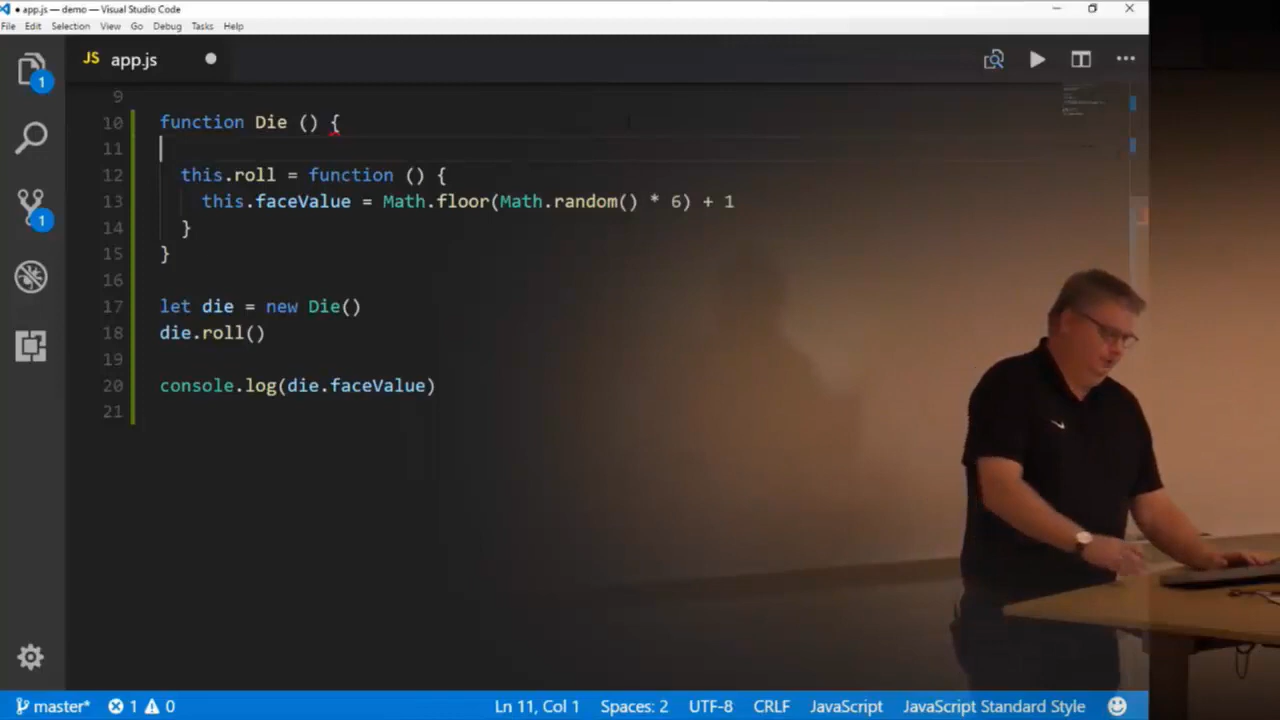 app.js — demo — Visual Studio Code
File Edit Selection View Go Debug Tasks Help
JS app.js
1
1
9
10 function Die () {
11
12 this.roll = function () {
13 this.faceValue = Math.floor(Math.random() * 6) + 1
14 }
15 }
16
17 let die = new Die()
18 die.roll()
19
20 console.log(die.faceValue)
21
master* 1 0 Ln 11, Col 1 Spaces: 2 UTF-8 CRLF JavaScript JavaScript Standard Style